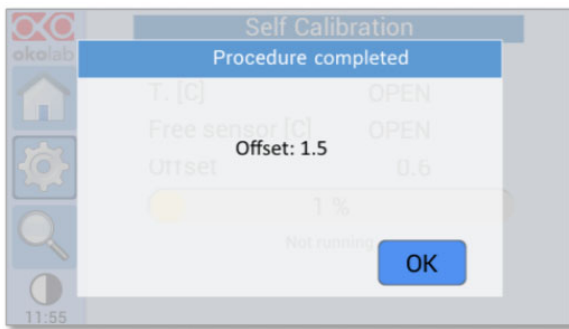 Self Calibration
okolab
Procedure completed
T. [C] OPEN
Free sensor [C] OPEN
Offset: 1.5
Offset 0.6
1 %
Not running
OK
11:55